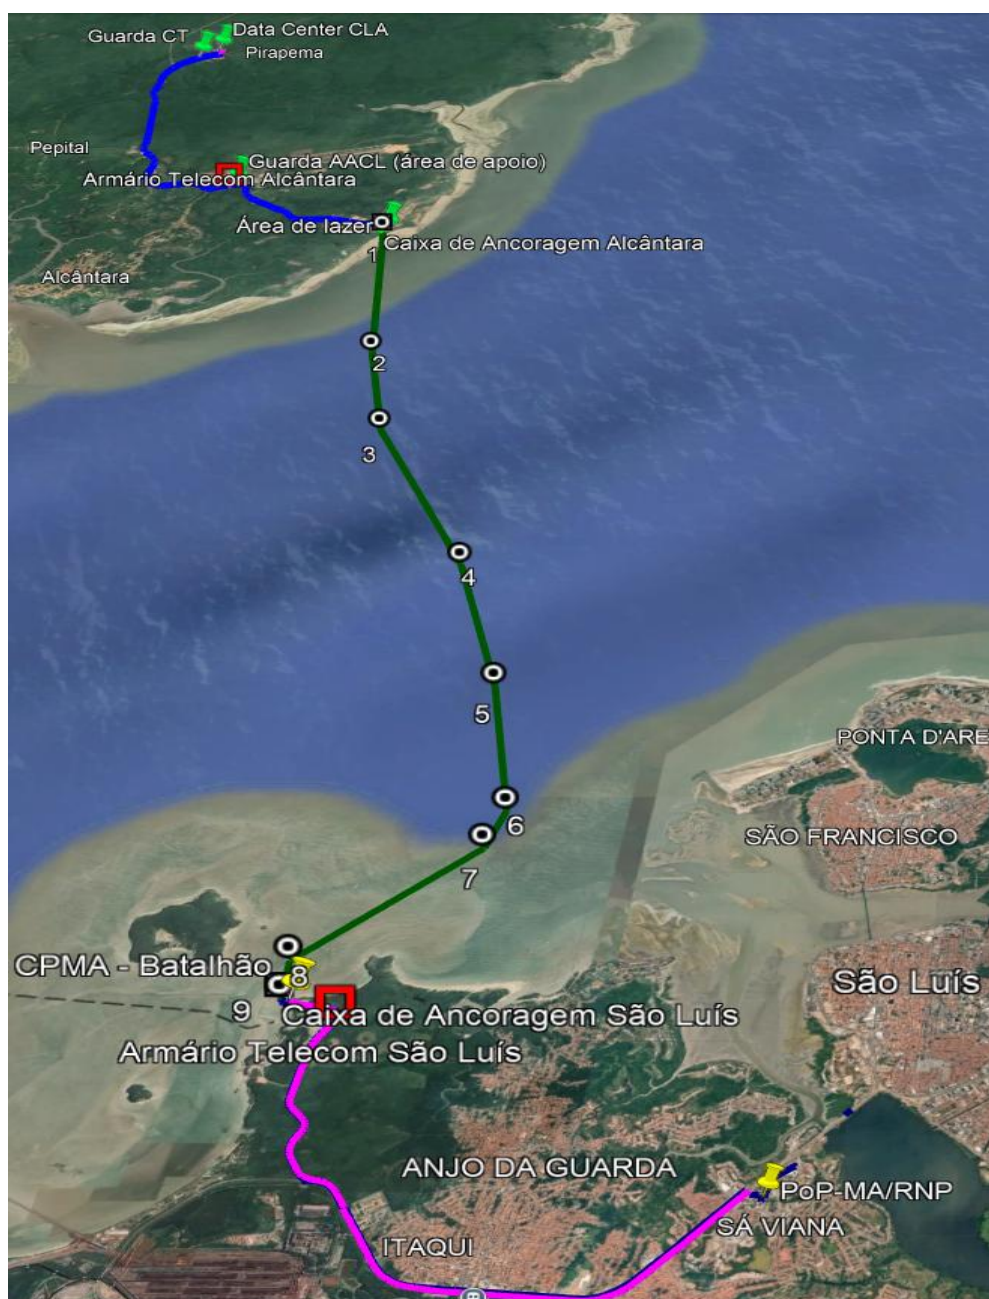 Data Center CLA
Guarda CT
Pirapema
Pepital
Guarda AACL (área de apoio)
Armário Telecom Alcântara
Área de lazer
Caixa de Ancoragem Alcântara
1
Alcântara
2
3
4
5
PONTA D'ARE
6
SÃO FRANCISCO
7
CPMA - Batalhão
8
São Luís
9
Caixa de Ancoragem São Luís
Armário Telecom São Luís
ANJO DA GUARDA
PoP-MA/RNP
SÁ VIANA
ITAQUI